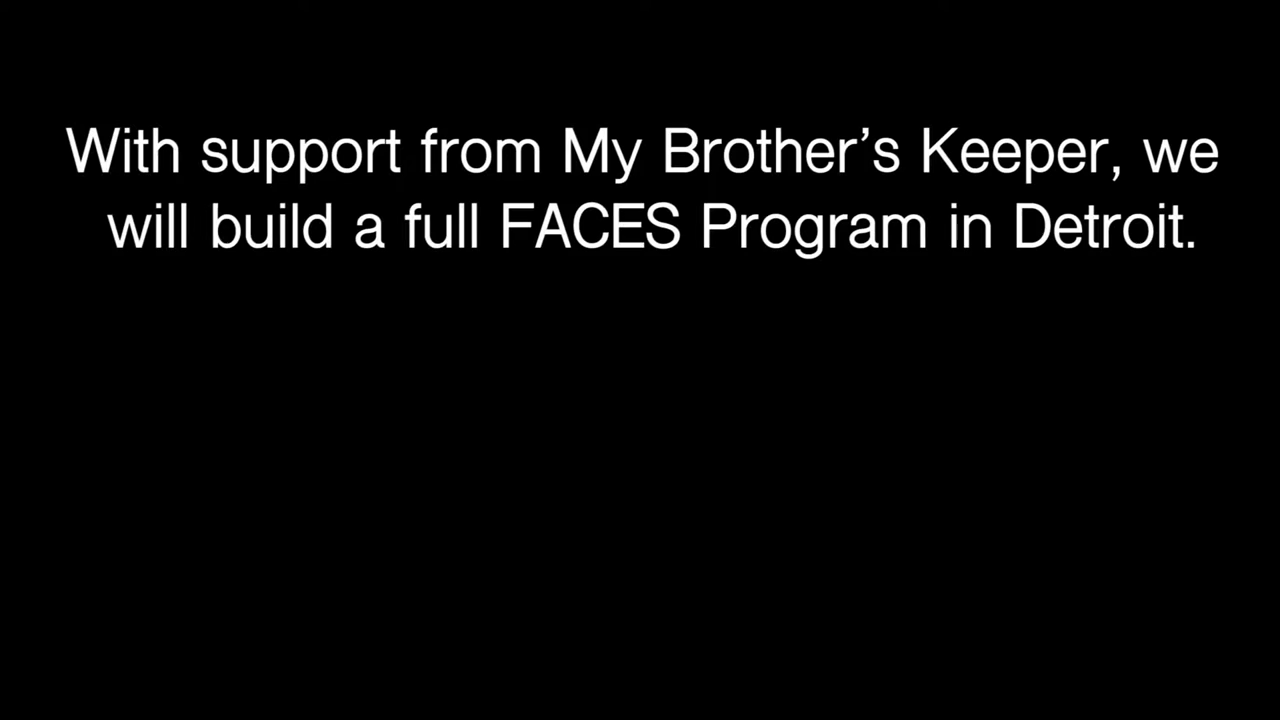 With support from My Brother’s Keeper, we
will build a full FACES Program in Detroit.